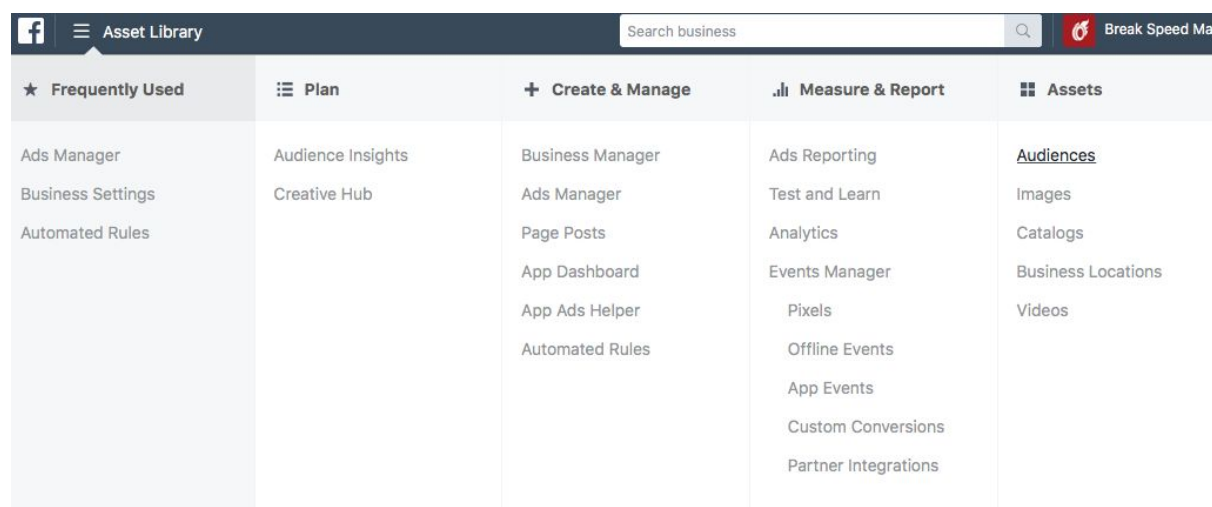 Asset Library
Search business
Break Speed Ma
Frequently Used
Ads Manager
Business Settings
Automated Rules
Plan
Audience Insights
Creative Hub
Create & Manage
Business Manager
Ads Manager
Page Posts
App Dashboard
App Ads Helper
Automated Rules
Measure & Report
Ads Reporting
Test and Learn
Analytics
Events Manager
Pixels
Offline Events
App Events
Custom Conversions
Partner Integrations
Assets
Audiences
Images
Catalogs
Business Locations
Videos